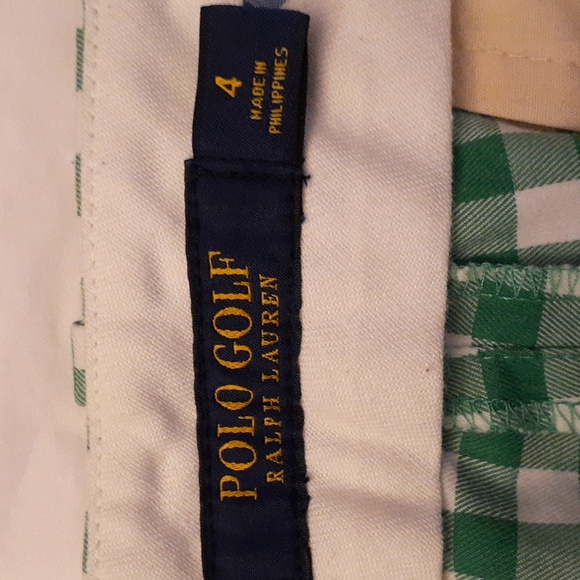 POLO GOLF
RALPH LAUREN
4
MADE IN
PHILIPPINES